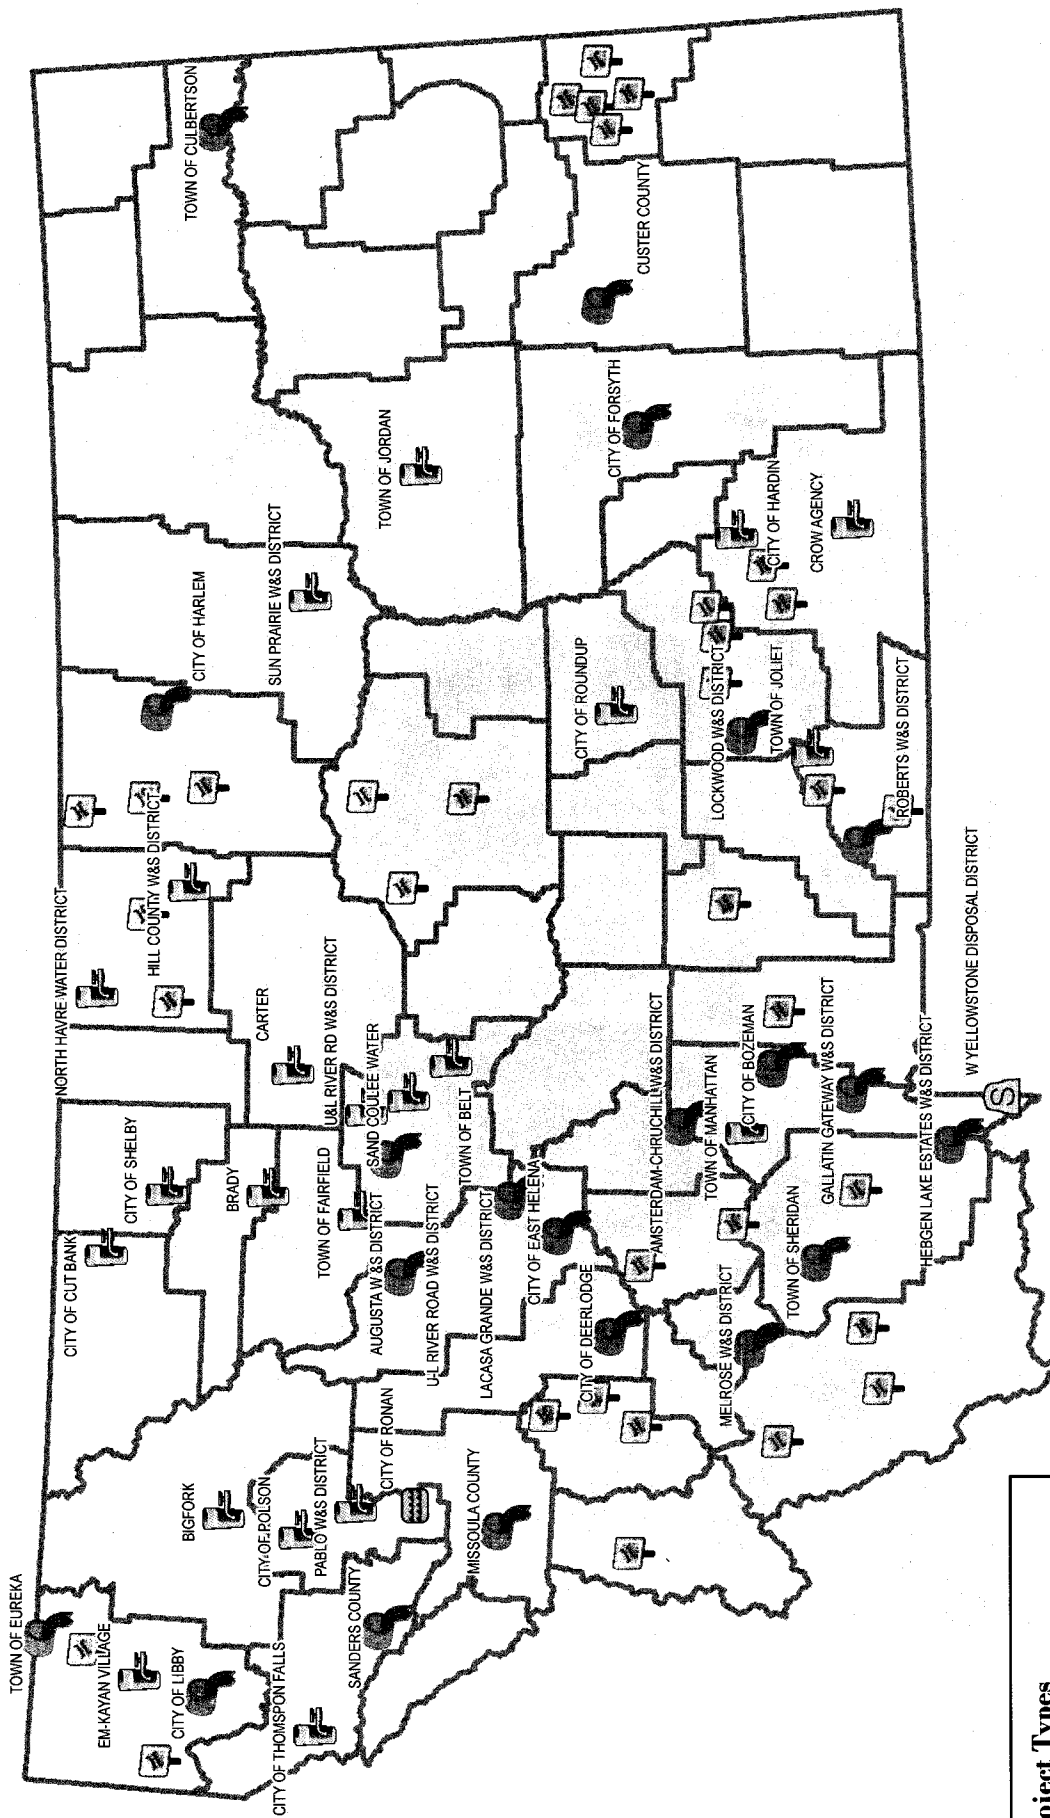 TOWN OF EUREKA
EM-KAYAN VILLAGE
CITY OF LIBBY
CITY OF THOMSPON FALLS
SANDERS COUNTY
BIGFORK
CITY OF POLSON
PABLO W&S DISTRICT
CITY OF RONAN
MISSOULA COUNTY
CITY OF CUT BANK
CITY OF SHELBY
BRADY
TOWN OF FAIRFIELD
AUGUSTA W &S DISTRICT
U-L RIVER ROAD W&S DISTRICT
LACASA GRANDE W&S DISTRICT
CITY OF EAST HELENA
CITY OF DEERLODGE
MELROSE W&S DISTRICT
TOWN OF SHERIDAN
NORTH HAVRE WATER DISTRICT
HILL COUNTY W&S DISTRICT
CARTER
U&L RIVER RD W&S DISTRICT
SAND COULEE WATER
TOWN OF BELT
AMSTERDAM-CHRUCHILLW&S DISTRICT
TOWN OF MANHATTAN
CITY OF BOZEMAN
GALLATIN GATEWAY W&S DISTRICT
HEBGEN LAKE ESTATES W&S DISTRICT
W YELLOWSTONE DISPOSAL DISTRICT
S
CITY OF HARLEM
SUN PRAIRIE W&S DISTRICT
CITY OF ROUNDUP
LOCKWOOD W&S DISTRICT
TOWN OF JOLIET
ROBERTS W&S DISTRICT
TOWN OF JORDAN
CITY OF FORSYTH
CITY OF HARDIN
CROW AGENCY
TOWN OF CULBERTSON
CUSTER COUNTY
oject Types